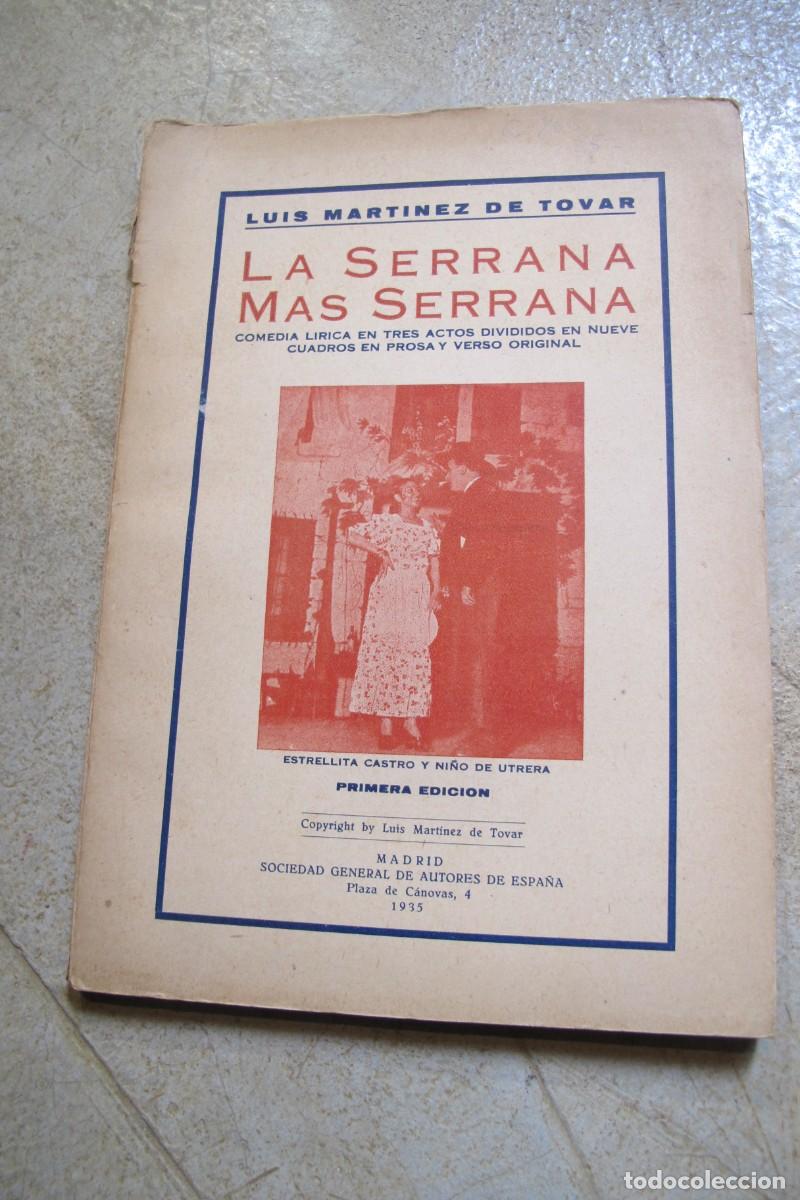 LUIS MARTINEZ DE TOVAR
LA SERRANA
MAS SERRANA
COMEDIA LIRICA EN TRES ACTOS DIVIDIDOS EN NUEVE
CUADROS EN PROSA Y VERSO ORIGINAL
ESTRELLITA CASTRO Y NIÑO DE UTRERA
PRIMERA EDICION
Copyright by Luis Martínez de Tovar
MADRID
SOCIEDAD GENERAL DE AUTORES DE ESPAÑA
Plaza de Cánovas, 4
1935
todocoleccion